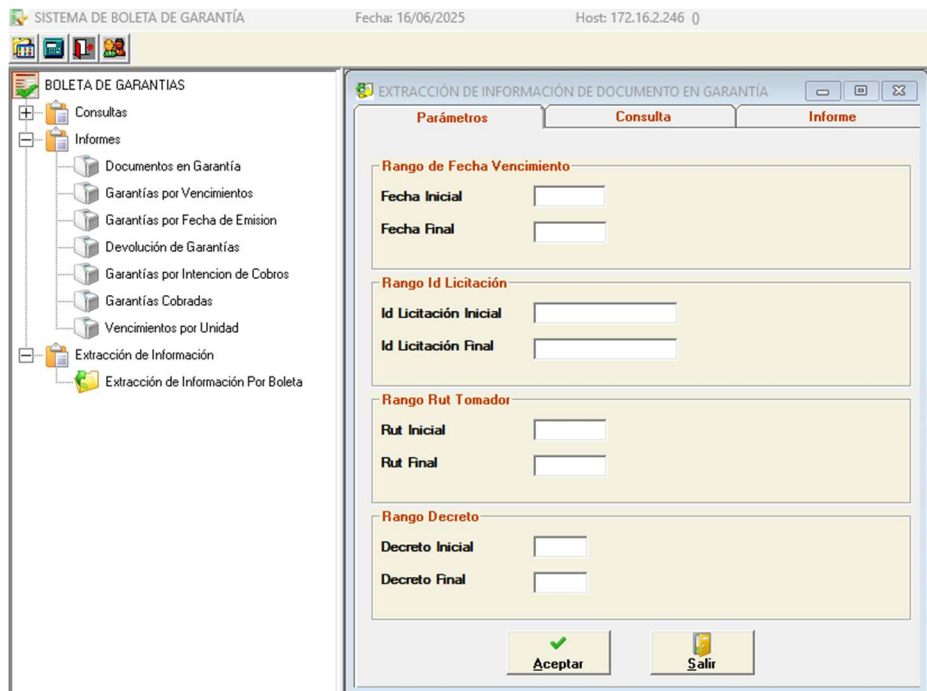 SISTEMA DE BOLETA DE GARANTÍA Fecha: 16/06/2025 Host: 172.16.2.246 ()
BOLETA DE GARANTIAS
Consultas
Informes
Documentos en Garantía
Garantías por Vencimientos
Garantías por Fecha de Emision
Devolución de Garantías
Garantías por Intencion de Cobros
Garantías Cobradas
Vencimientos por Unidad
Extracción de Información
Extracción de Información Por Boleta
EXTRACCIÓN DE INFORMACIÓN DE DOCUMENTO EN GARANTÍA
Parámetros Consulta Informe
Rango de Fecha Vencimiento
Fecha Inicial
Fecha Final
Rango Id Licitación
Id Licitación Inicial
Id Licitación Final
Rango Rut Tomador
Rut Inicial
Rut Final
Rango Decreto
Decreto Inicial
Decreto Final
Aceptar Salir